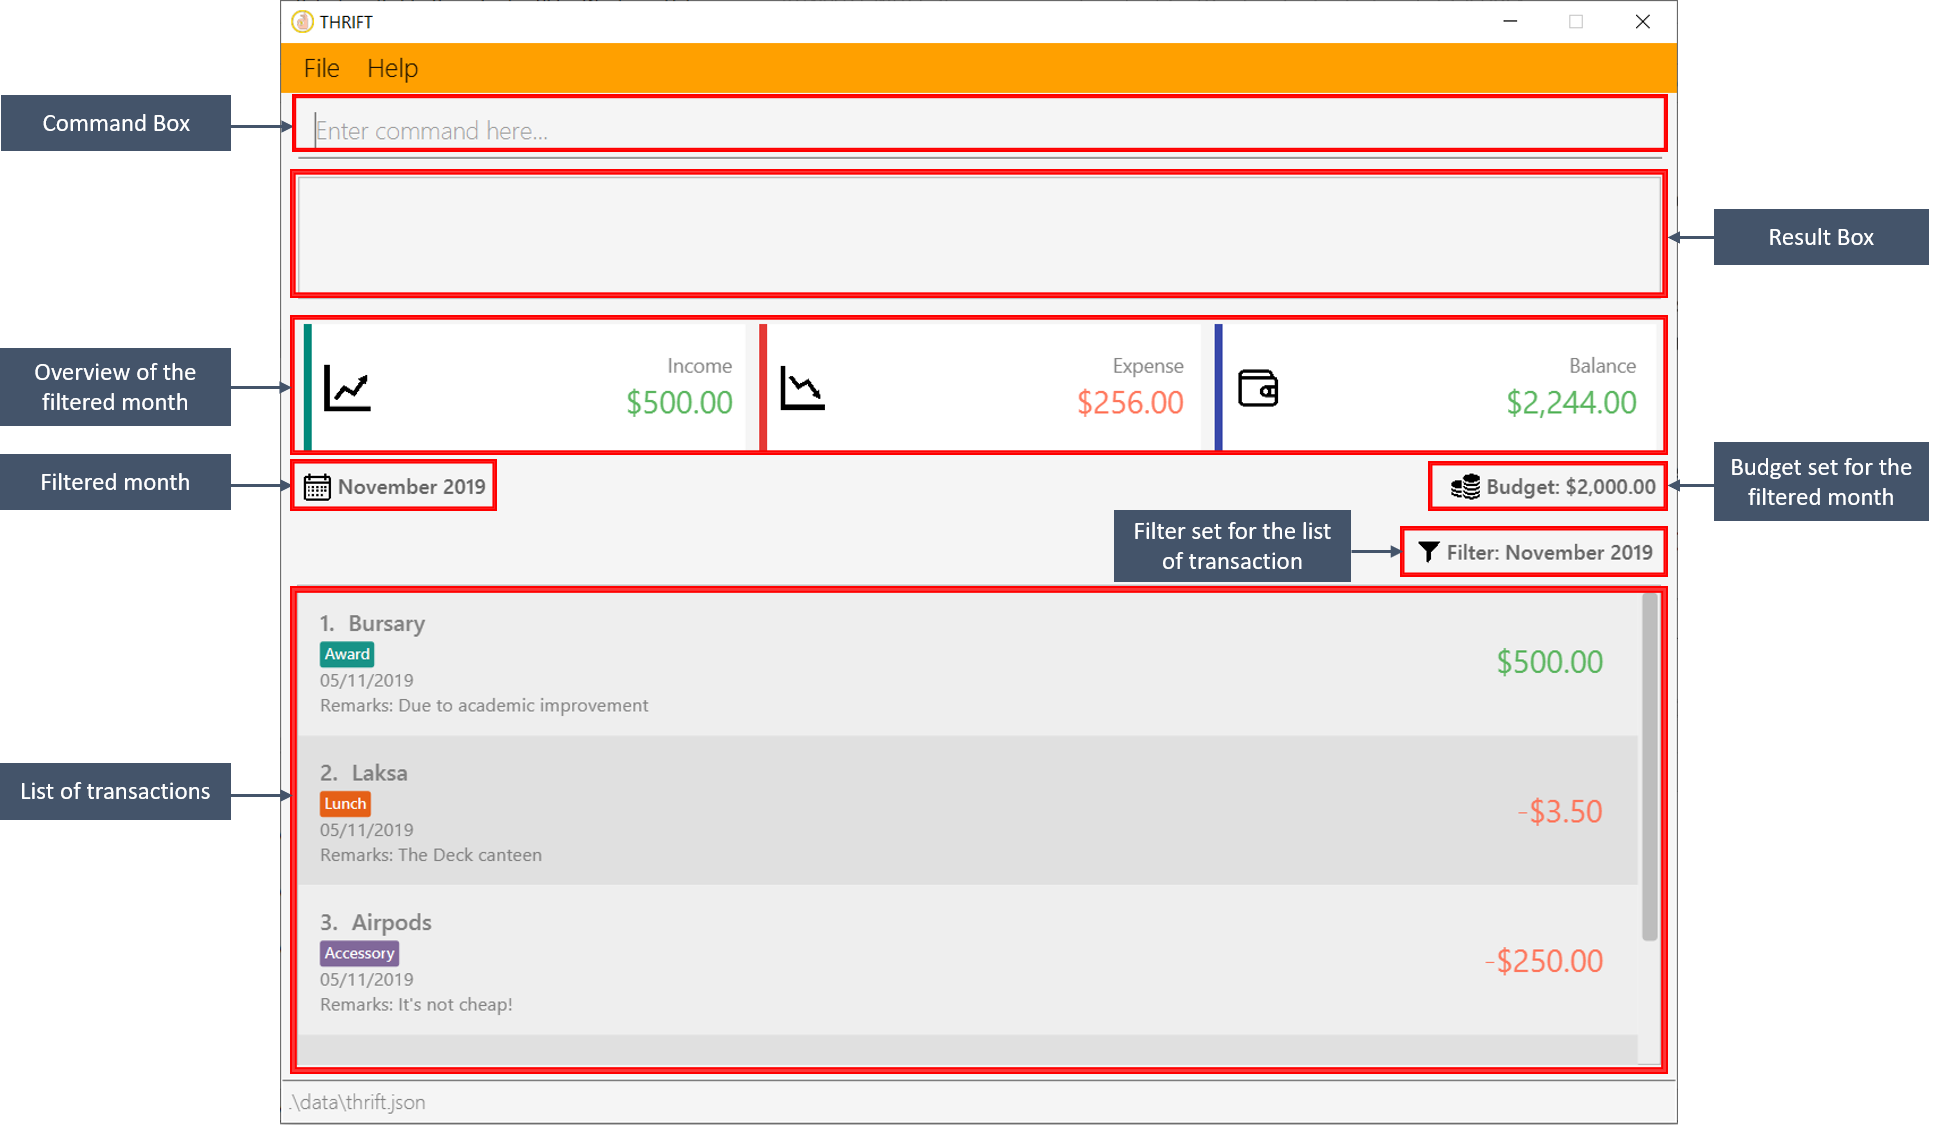 THRIFT
File Help
Command Box
Enter command here...
Result Box
Overview of the
filtered month
Income
$500.00
Expense
$256.00
Balance
$2,244.00
Filtered month
November 2019
Budget: $2,000.00
Budget set for the
filtered month
Filter set for the list
of transaction
Filter: November 2019
List of transactions
1. Bursary
Award
05/11/2019
Remarks: Due to academic improvement
$500.00
2. Laksa
Lunch
05/11/2019
Remarks: The Deck canteen
-$3.50
3. Airpods
Accessory
05/11/2019
Remarks: It's not cheap!
-$250.00
.\data\thrift.json